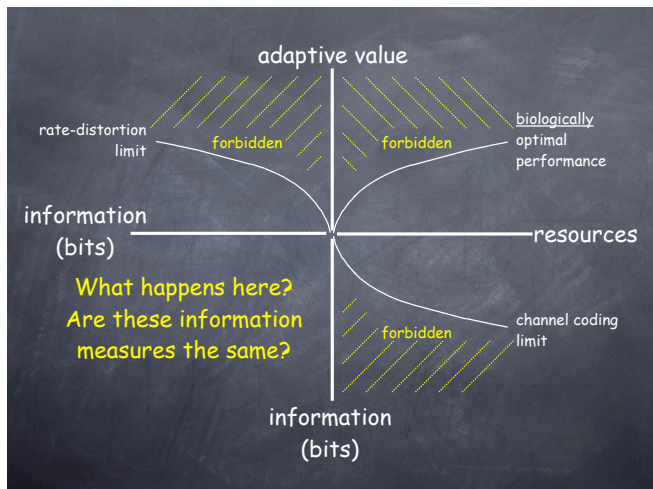 adaptive value
rate-distortion
limit
forbidden
forbidden
biologically
optimal
performance
information
(bits)
resources
What happens here?
Are these information
measures the same?
forbidden
channel coding
limit
information
(bits)